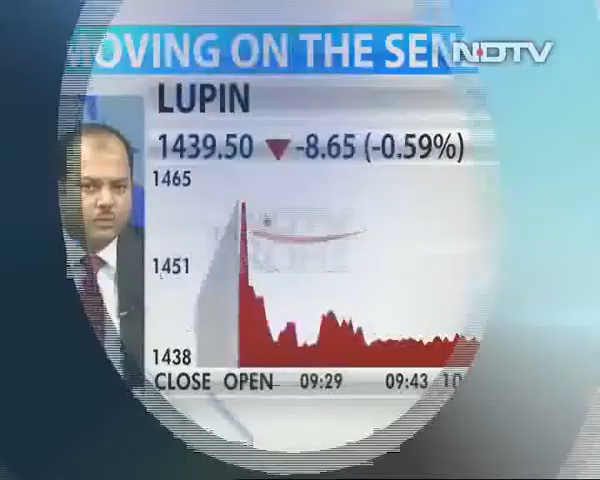 MOVING ON THE SEN
NDTV
LUPIN
1439.50 ▼ -8.65 (-0.59%)
1465
1451
1438
CLOSE OPEN 09:29 09:43 10